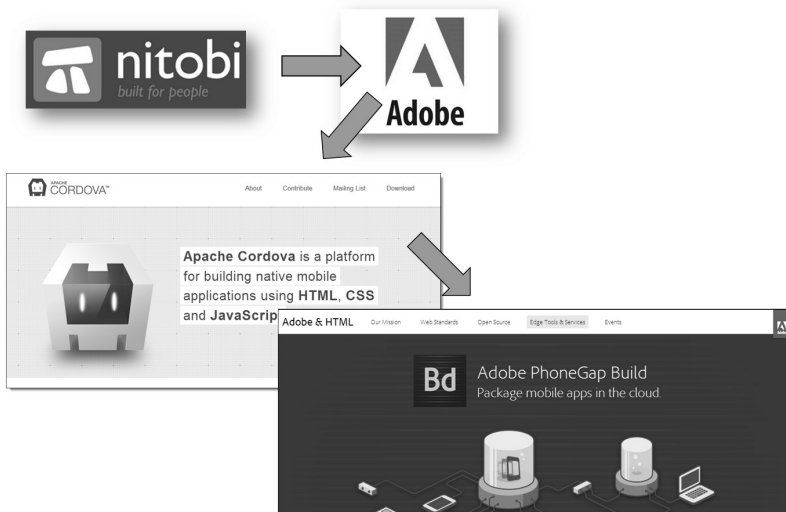 nitobi
built for people
Adobe
APACHE
CORDOVA™
About Contribute Mailing List Download
Apache Cordova is a platform
for building native mobile
applications using HTML, CSS
and JavaScrip
Adobe & HTML Our Mission Web Standards Open Source Edge Tools & Services Events
Bd
Adobe PhoneGap Build
Package mobile apps in the cloud.